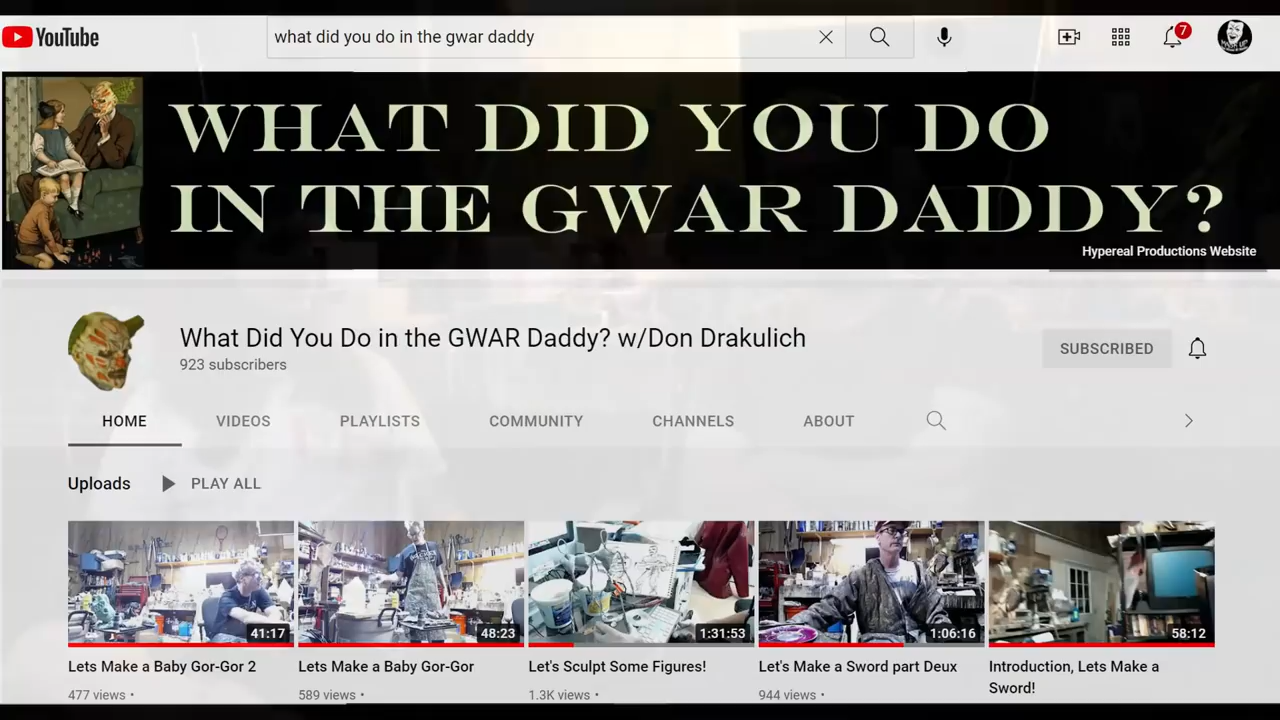 YouTube
what did you do in the gwar daddy
7
WHAT DID YOU DO
IN THE GWAR DADDY?
Hypereal Productions Website
What Did You Do in the GWAR Daddy? w/Don Drakulich
923 subscribers
SUBSCRIBED
HOME VIDEOS PLAYLISTS COMMUNITY CHANNELS ABOUT
Uploads PLAY ALL
41:17 48:23 1:31:53 1:06:16 58:12
Lets Make a Baby Gor-Gor 2
477 views •
Lets Make a Baby Gor-Gor
589 views •
Let's Sculpt Some Figures!
1.3K views •
Let's Make a Sword part Deux
944 views •
Introduction, Lets Make a
Sword!